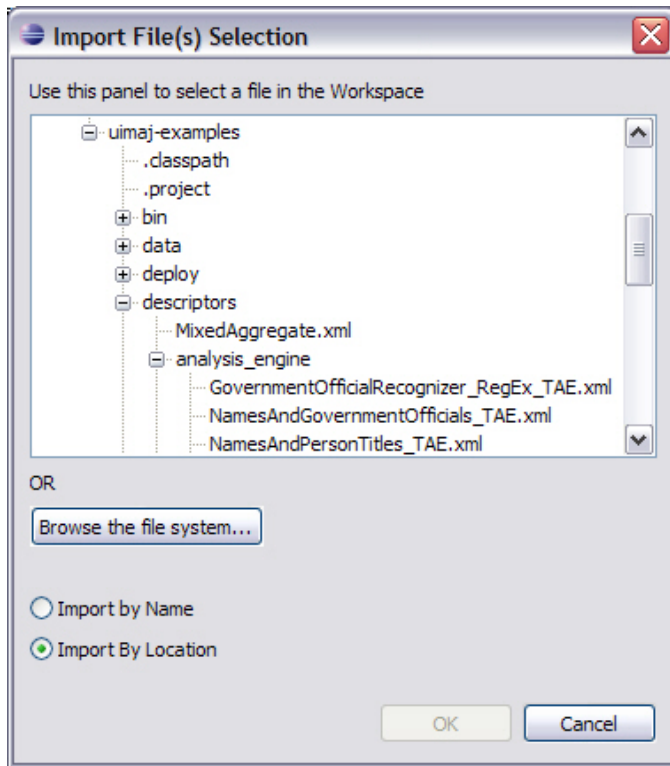 Import File(s) Selection
Use this panel to select a file in the Workspace
uimaj-examples
.classpath
.project
bin
data
deploy
descriptors
MixedAggregate.xml
analysis_engine
GovernmentOfficialRecognizer_RegEx_TAE.xml
NamesAndGovernmentOfficials_TAE.xml
NamesAndPersonTitles_TAE.xml
OR
Browse the file system...
Import by Name
Import By Location
OK Cancel